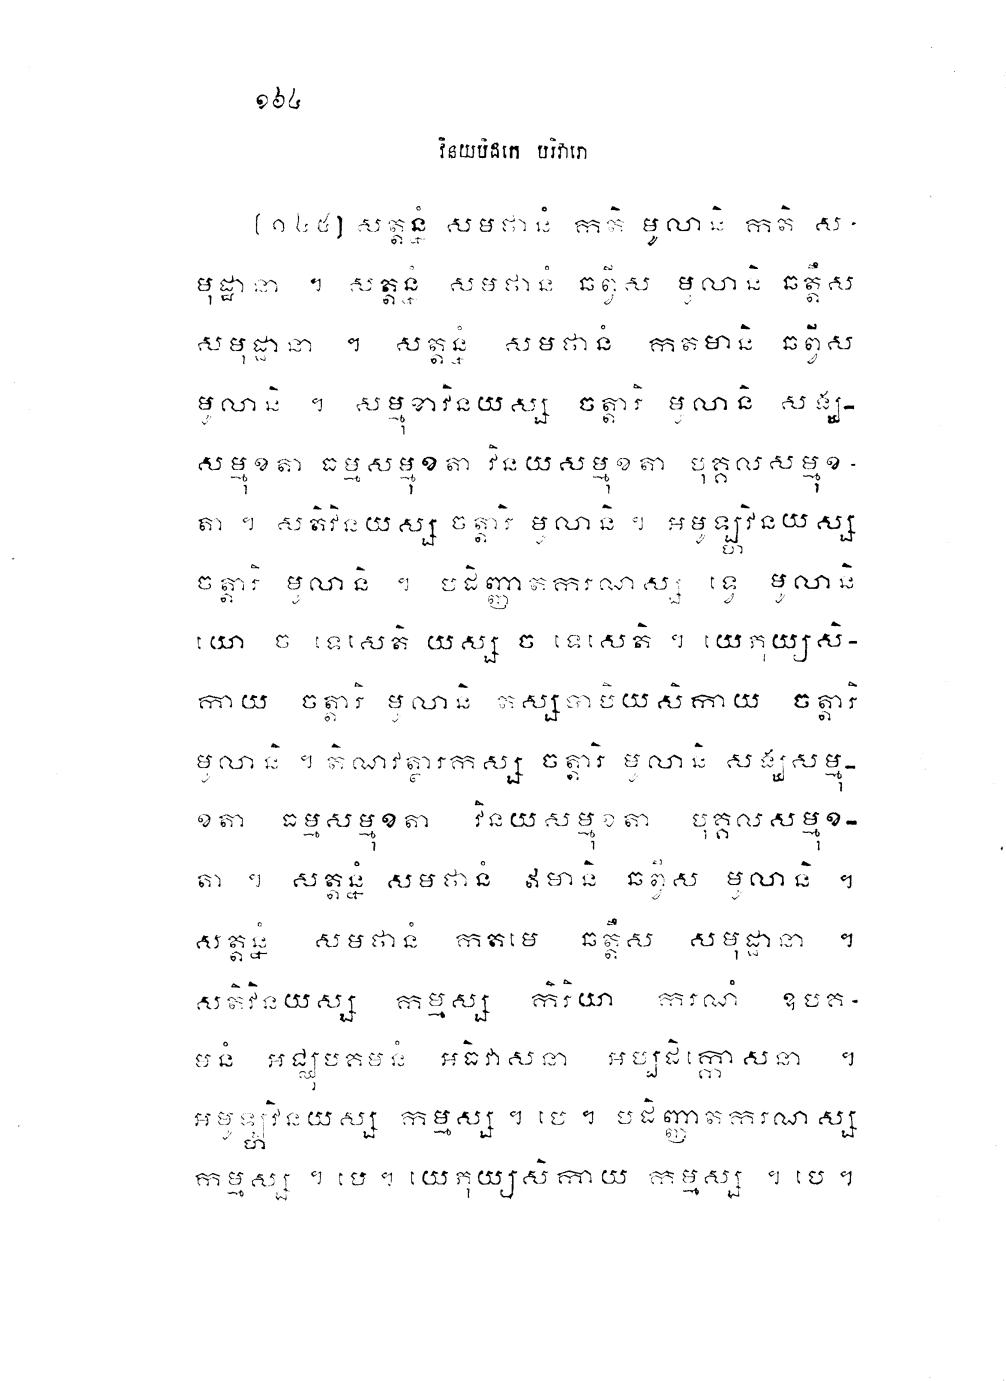 ១៦៤
វិនយបិដកេ បរិវារោ
(១៤៥) សត្តន្នំ សមថានំ កតិ មូលានិ កតិ ស-
មុដ្ឋានា ។ សត្តន្នំ សមថានំ ឆព្វីស មូលានិ ឆត្តឹស
សមុដ្ឋានា ។ សត្តន្នំ សមថានំ កតមានិ ឆព្វីស
មូលានិ ។ សម្មុខាវិនយស្ស ចត្តារិ មូលានិ សង្ឃ-
សម្មុខតា ធម្មសម្មុខតា វិនយសម្មុខតា បុគ្គលសម្មុខ-
តា ។ សតិវិនយស្ស ចត្តារិ មូលានិ ។ អមូឡ្ហវិនយស្ស
ចត្តារិ មូលានិ ។ បដិញ្ញាតករណស្ស ទ្វេ មូលានិ
យោ ច ទេសេតិ យស្ស ច ទេសេតិ ។ យេភុយ្យសិ-
កាយ ចត្តារិ មូលានិ តស្សបាបិយសិកាយ ចត្តារិ
មូលានិ ។ តិណវត្ថារកស្ស ចត្តារិ មូលានិ សង្ឃសម្មុ-
ខតា ធម្មសម្មុខតា វិនយសម្មុខតា បុគ្គលសម្មុខ-
តា ។ សត្តន្នំ សមថានំ ឥមានិ ឆព្វីស មូលានិ ។
សត្តន្នំ សមថានំ កតមេ ឆត្តឹស សមុដ្ឋានា ។
សតិវិនយស្ស កម្មស្ស កិរិយា ករណំ ឧបគ-
មនំ អជ្ឈុបគមនំ អធិវាសនា អប្បដិក្កោសនា ។
អមូឡ្ហវិនយស្ស កម្មស្ស ។ បេ ។ បដិញ្ញាតករណស្ស
កម្មស្ស ។ បេ ។ យេភុយ្យសិកាយ កម្មស្ស ។ បេ ។